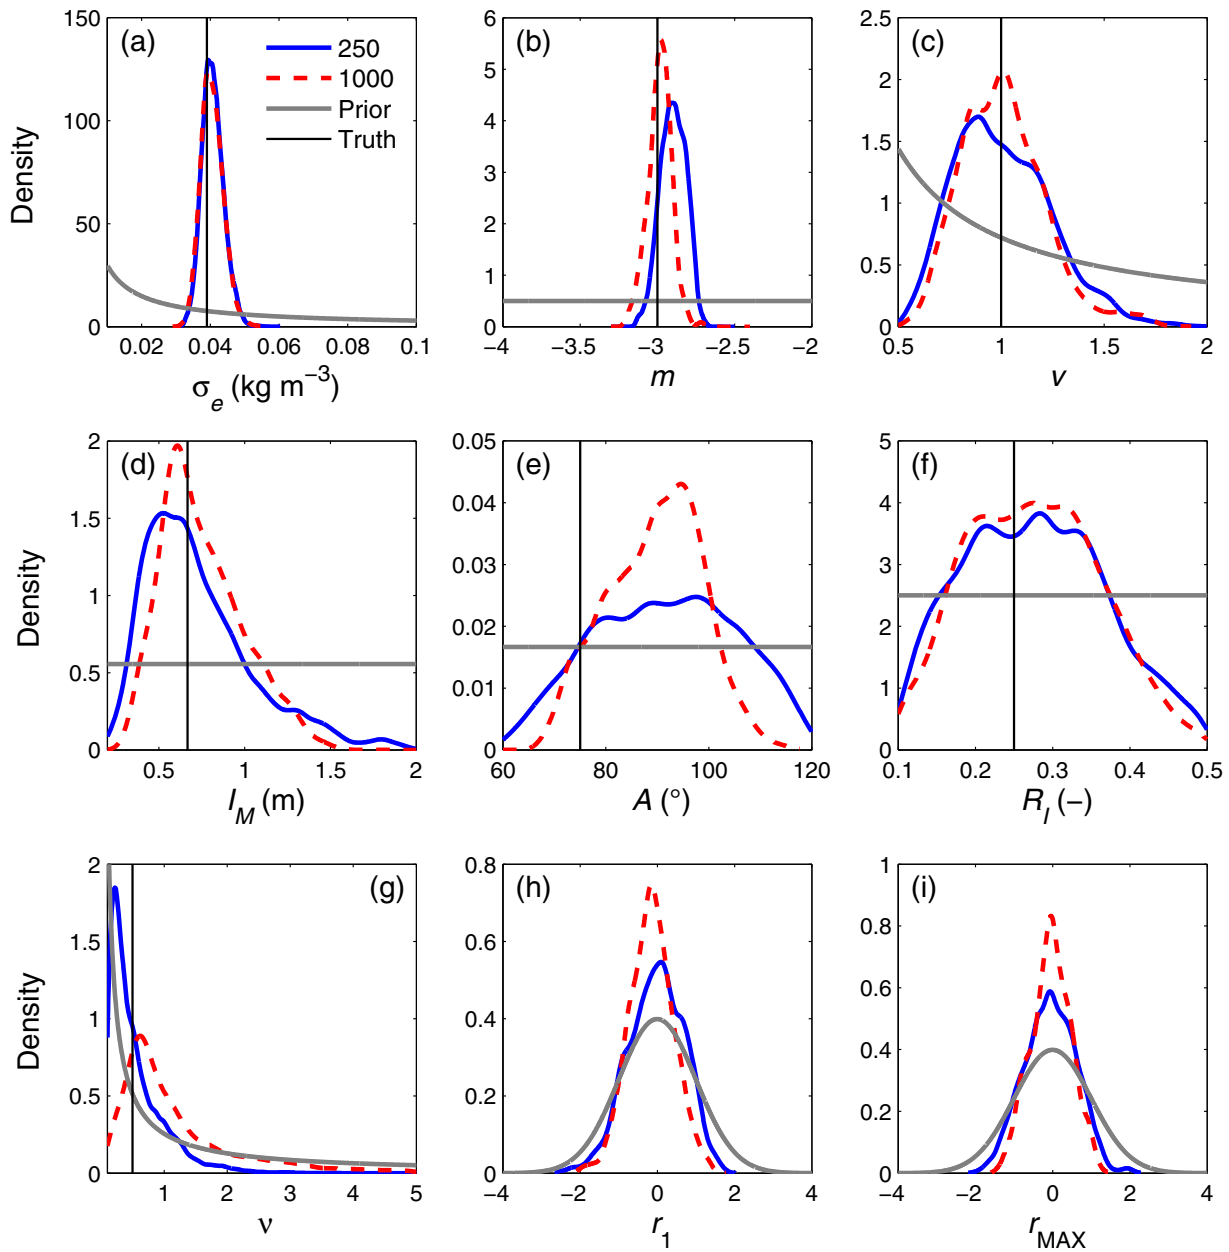 (a)
250
1000
Prior
Truth
Density
150
100
50
0
0.02 0.04 0.06 0.08 0.1
σe (kg m−3)
(b)
6
5
4
3
2
1
0
−4 −3.5 −3 −2.5 −2
m
(c)
2.5
2
1.5
1
0.5
0
0.5 1 1.5 2
v
(d)
Density
2
1.5
1
0.5
0
0.5 1 1.5 2
IM (m)
(e)
0.05
0.04
0.03
0.02
0.01
0
60 80 100 120
A (°)
(f)
5
4
3
2
1
0
0.1 0.2 0.3 0.4 0.5
RI (−)
(g)
Density
2
1.5
1
0.5
0
1 2 3 4 5
ν
(h)
0.8
0.6
0.4
0.2
0
−4 −2 0 2 4
r1
(i)
1
0.8
0.6
0.4
0.2
0
−4 −2 0 2 4
rMAX